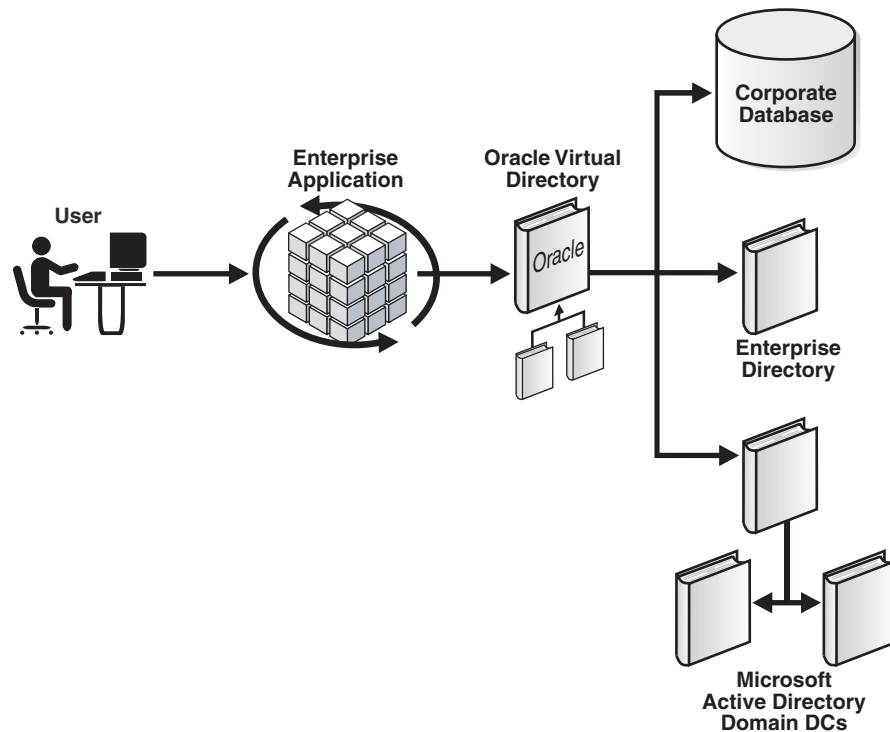 User
Enterprise
Application
Oracle Virtual
Directory
Oracle
Corporate
Database
Enterprise
Directory
Microsoft
Active Directory
Domain DCs